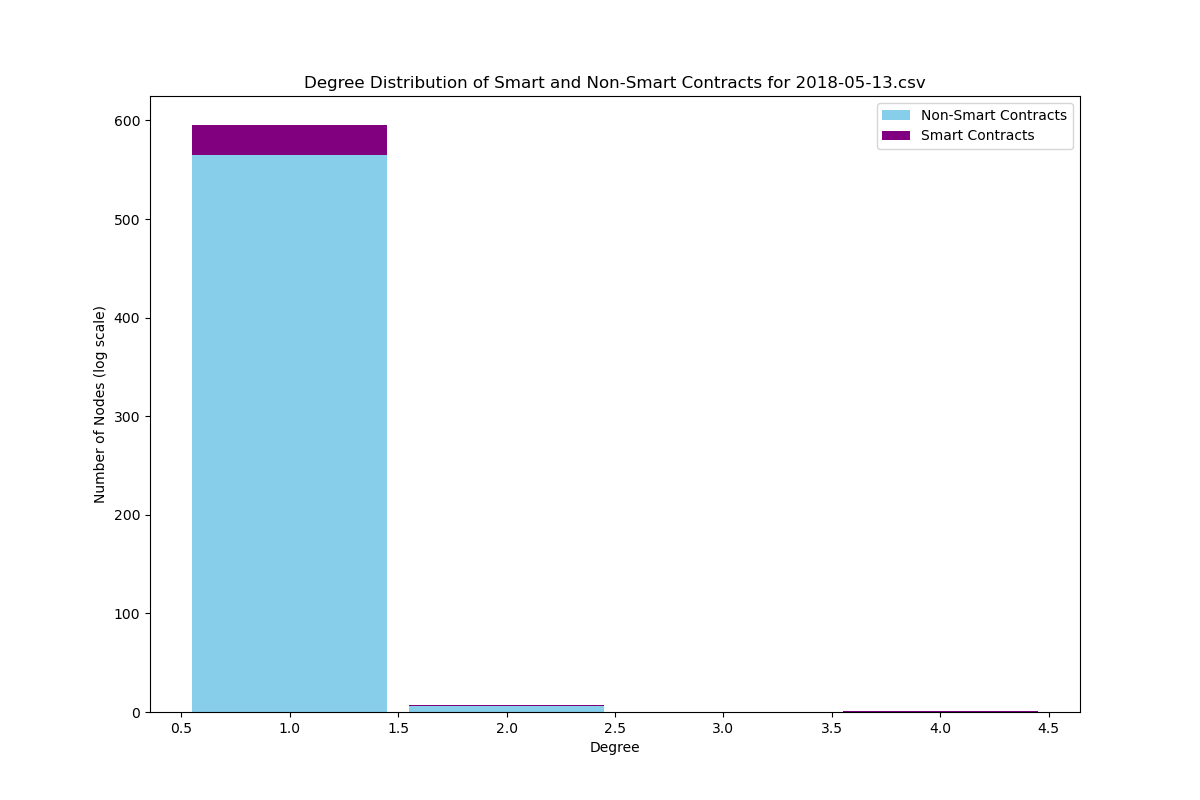 Degree Distribution of Smart and Non-Smart Contracts for 2018-05-13.csv
Non-Smart Contracts
Smart Contracts
600
500
400
300
200
100
0
Number of Nodes (log scale)
0.5 1.0 1.5 2.0 2.5 3.0 3.5 4.0 4.5
Degree